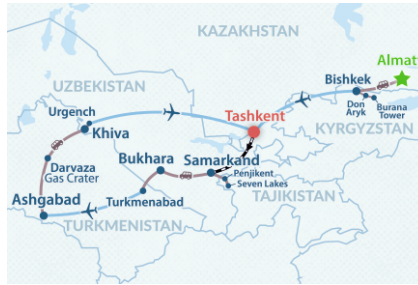 KAZAKHSTAN
Almat
Bishkek
UZBEKISTAN
Don
Aryk
Burana
Tower
Urgench
Tashkent
Khiva
KYRGYZSTAN
Bukhara
Samarkand
Darvaza
Gas Crater
Penjikent
Seven Lakes
Ashgabad
Turkmenabad
TAJIKISTAN
TURKMENISTAN